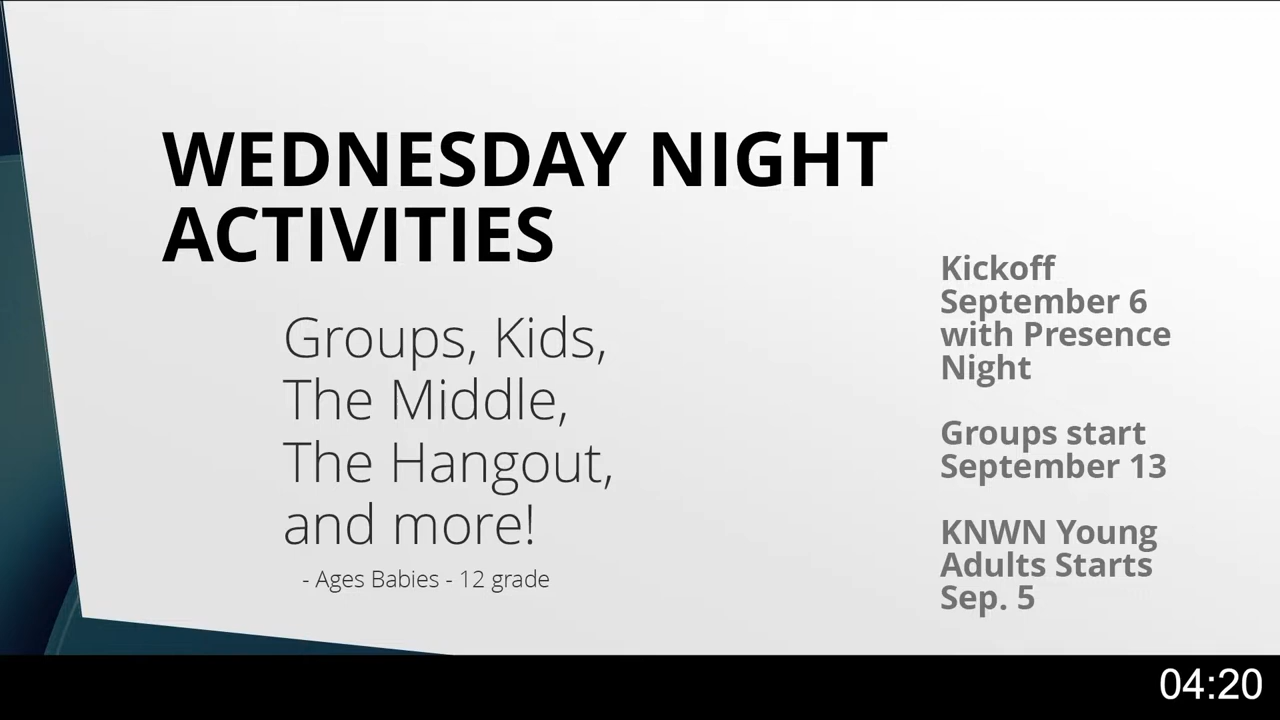 WEDNESDAY NIGHT
ACTIVITIES
Groups, Kids,
The Middle,
The Hangout,
and more!
- Ages Babies - 12 grade
Kickoff
September 6
with Presence
Night
Groups start
September 13
KNWN Young
Adults Starts
Sep. 5
04:20